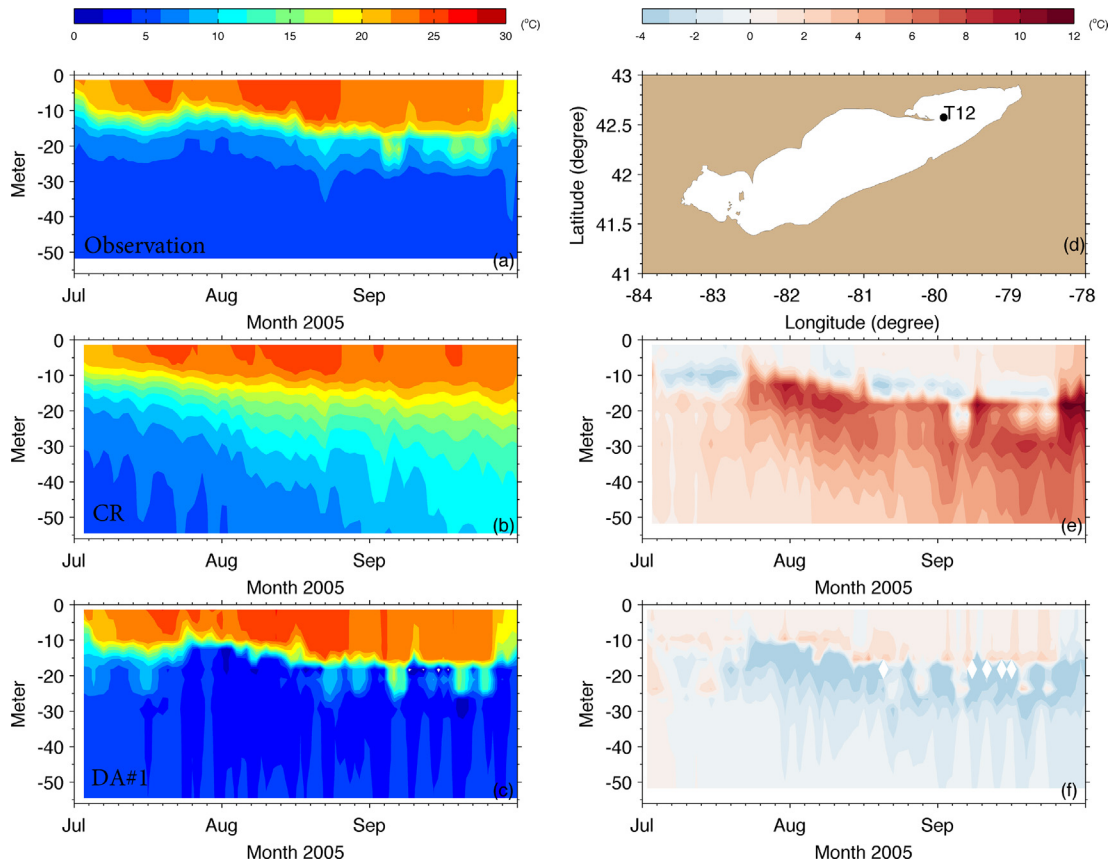 (°C)
0 5 10 15 20 25 30
(°C)
-4 -2 0 2 4 6 8 10 12
0
-10
-20
-30
-40
-50
Meter
Observation
(a)
Jul Aug Sep
Month 2005
43
42.5
42
41.5
41
Latitude (degree)
T12
(d)
-84 -83 -82 -81 -80 -79 -78
Longitude (degree)
0
-10
-20
-30
-40
-50
Meter
CR
(b)
Jul Aug Sep
Month 2005
0
-10
-20
-30
-40
-50
Meter
(e)
Jul Aug Sep
Month 2005
0
-10
-20
-30
-40
-50
Meter
DA#1
(c)
Jul Aug Sep
Month 2005
0
-10
-20
-30
-40
-50
Meter
(f)
Jul Aug Sep
Month 2005